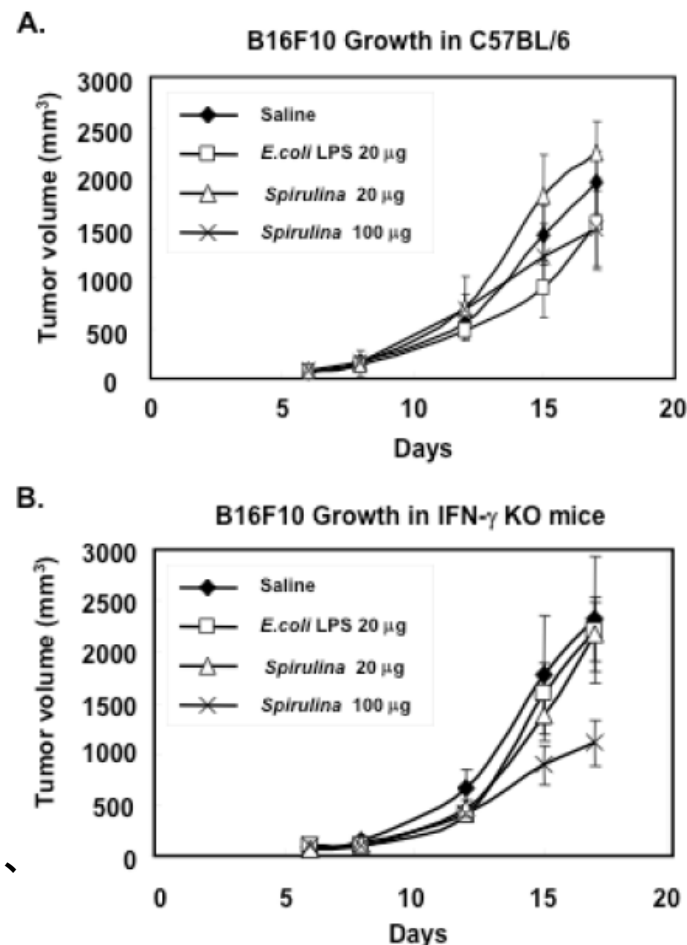 A.
B16F10 Growth in C57BL/6
Tumor volume (mm³)
3000
2500
2000
1500
1000
500
0
Saline
E.coli LPS 20 μg
Spirulina 20 μg
Spirulina 100 μg
0 5 10 15 20
Days
B.
B16F10 Growth in IFN-γ KO mice
Tumor volume (mm³)
3000
2500
2000
1500
1000
500
0
Saline
E.coli LPS 20 μg
Spirulina 20 μg
Spirulina 100 μg
0 5 10 15 20
Days